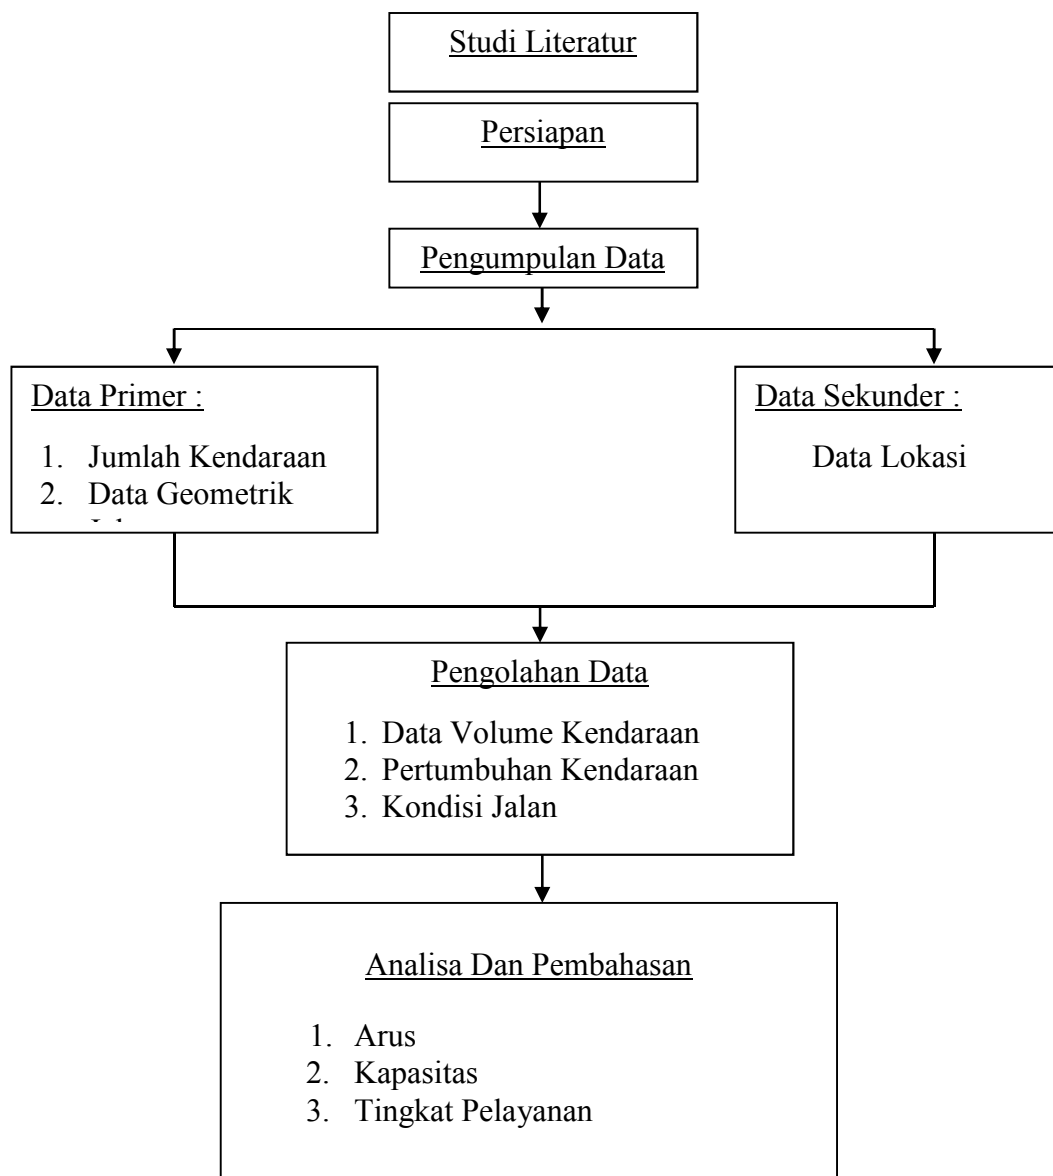 Studi Literatur
Persiapan
Pengumpulan Data
Data Primer :
1. Jumlah Kendaraan
2. Data Geometrik
Data Sekunder :
Data Lokasi
Pengolahan Data
1. Data Volume Kendaraan
2. Pertumbuhan Kendaraan
3. Kondisi Jalan
Analisa Dan Pembahasan
1. Arus
2. Kapasitas
3. Tingkat Pelayanan